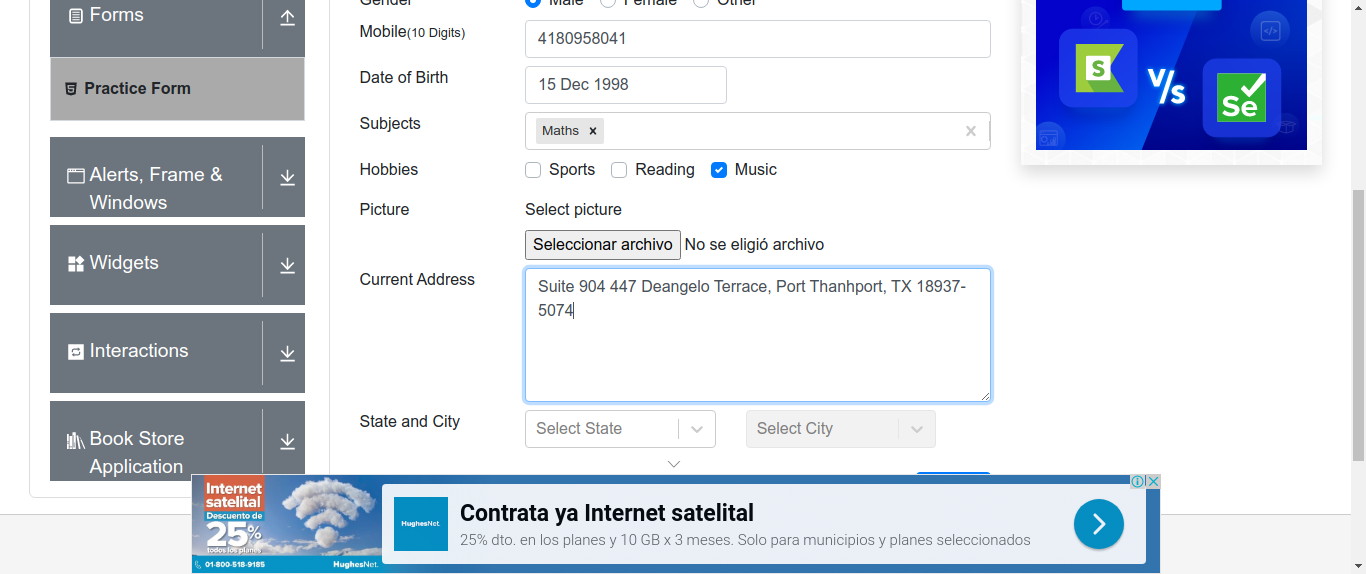 Forms
Practice Form
Alerts, Frame &
Windows
Widgets
Interactions
Book Store
Application
Gender
Male Female Other
Mobile(10 Digits)
4180958041
Date of Birth
15 Dec 1998
Subjects
Maths ×
Hobbies
Sports Reading Music
Picture
Select picture
Seleccionar archivo No se eligió archivo
Current Address
Suite 904 447 Deangelo Terrace, Port Thanhport, TX 18937-
5074
State and City
Select State
Select City
S
V/s
Se
Internet
satelital
Descuento de
25%
todos los planes
01-800-518-9185
HughesNet.
HughesNet.
Contrata ya Internet satelital
25% dto. en los planes y 10 GB x 3 meses. Solo para municipios y planes seleccionados